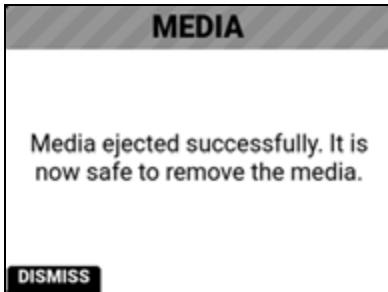 MEDIA
Media ejected successfully. It is
now safe to remove the media.
DISMISS